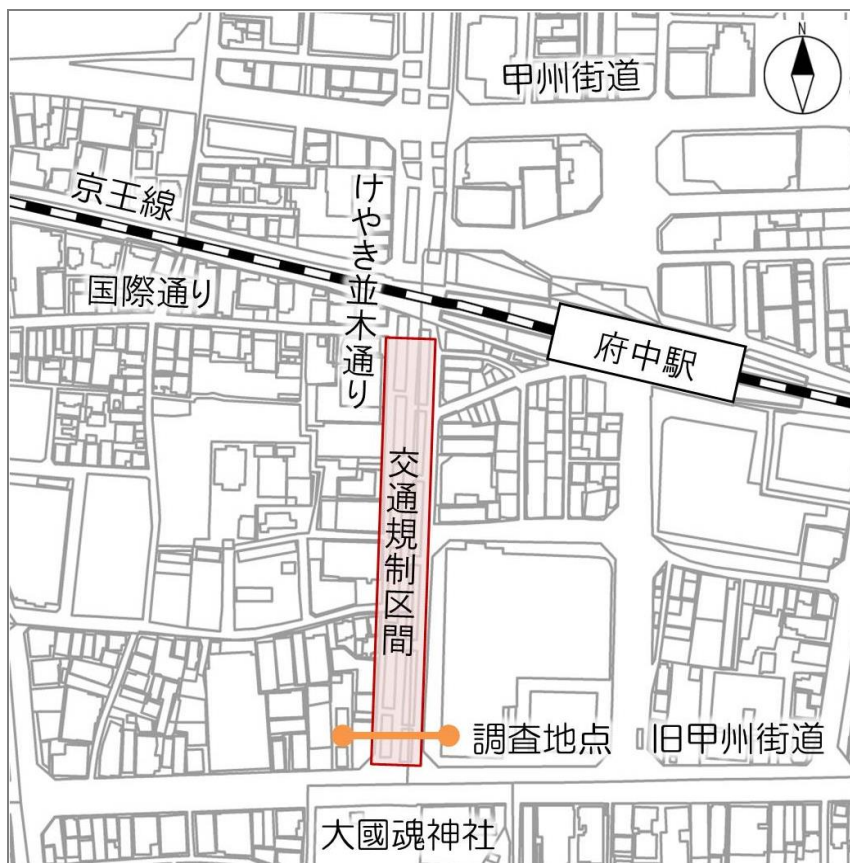 N
甲州街道
京王線
けやき並木通り
国際通り
府中駅
交通規制区間
調査地点
旧甲州街道
大國魂神社